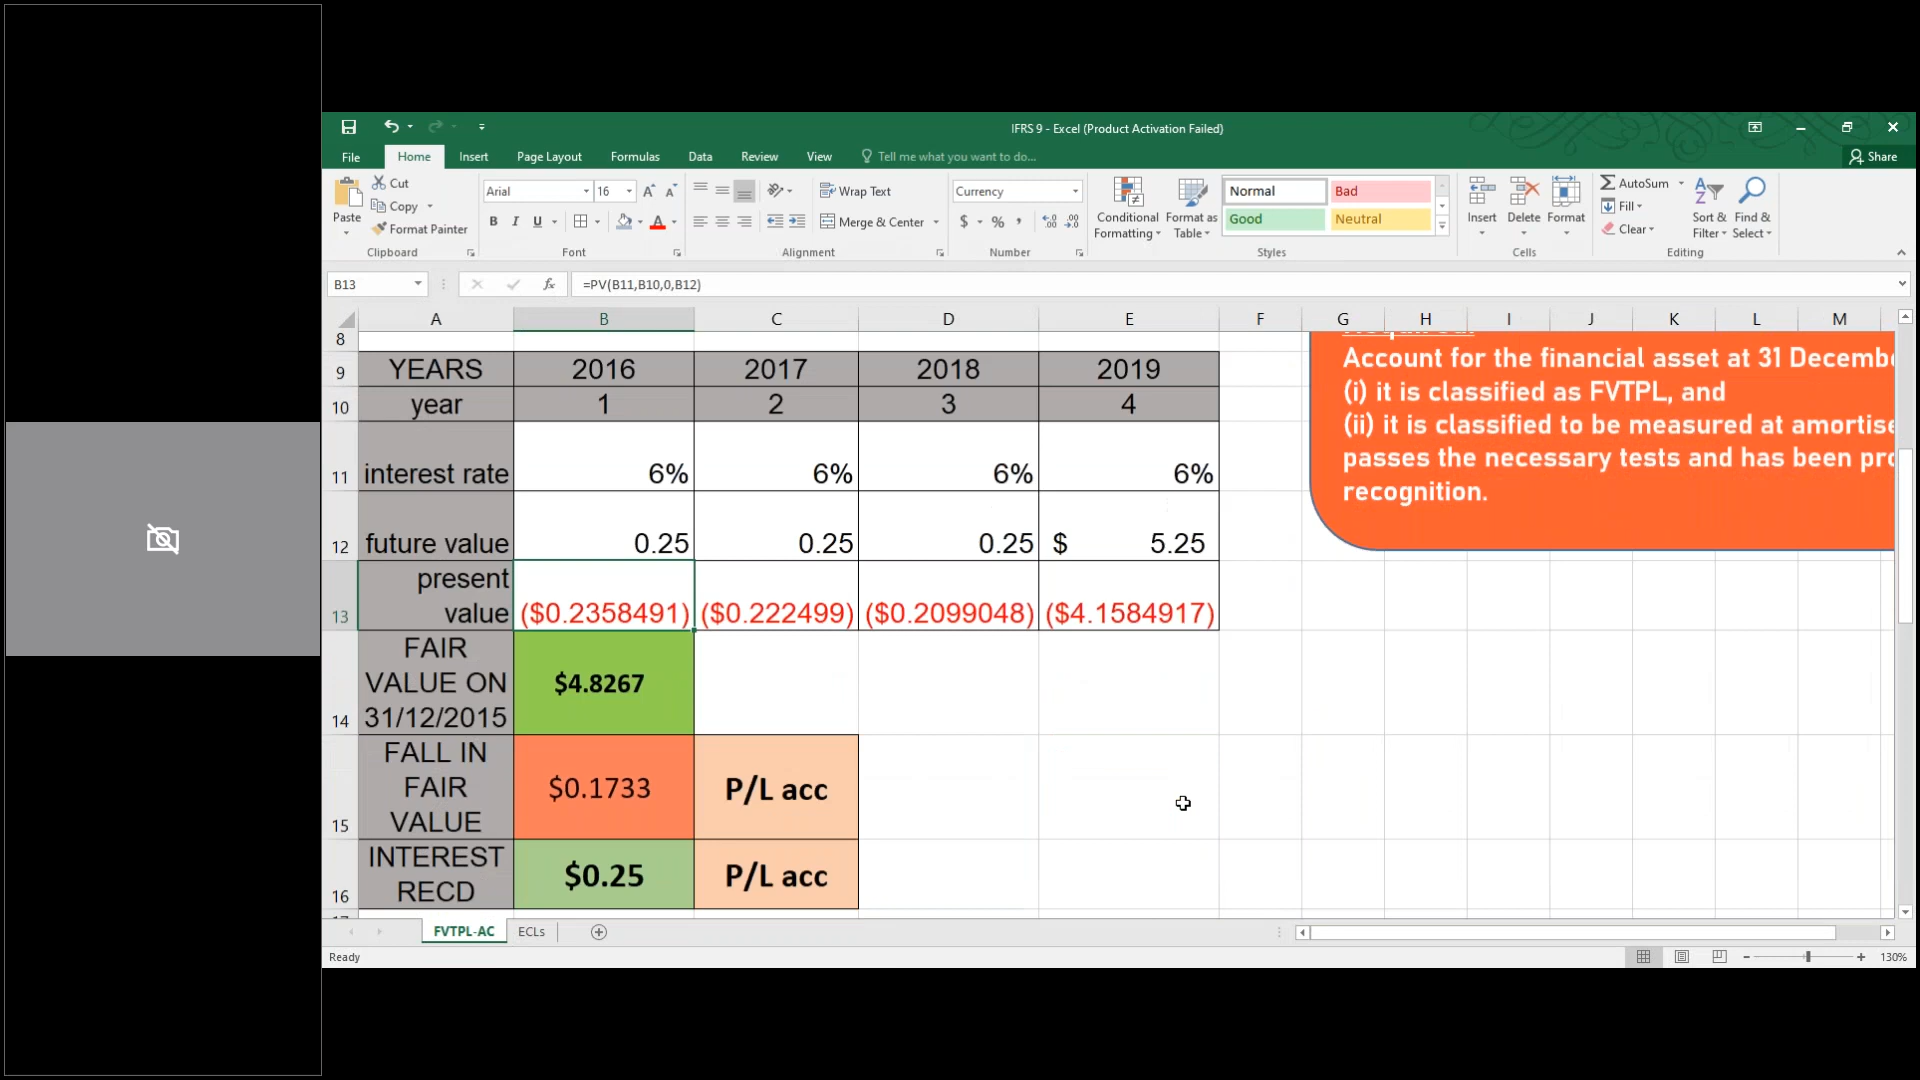 IFRS 9 - Excel (Product Activation Failed)
File Home Insert Page Layout Formulas Data Review View Tell me what you want to do... Share
Paste
Cut
Copy
Format Painter
Clipboard
Arial 16
B I U
Font
Wrap Text
Merge & Center
Alignment
Currency
$ % ,
Number
Conditional Formatting
Format as Table
Normal Bad
Good Neutral
Styles
Insert Delete Format
Cells
AutoSum
Fill
Clear
Sort & Filter
Find & Select
Editing
B13 fx =PV(B11,B10,0,B12)
A B C D E F G H I J K L M
8
9 YEARS 2016 2017 2018 2019
10 year 1 2 3 4
11 interest rate 6% 6% 6% 6%
12 future value 0.25 0.25 0.25 $ 5.25
present
13 value ($0.2358491) ($0.222499) ($0.2099048) ($4.1584917)
FAIR
VALUE ON $4.8267
14 31/12/2015
FALL IN
FAIR $0.1733 P/L acc
15 VALUE
INTEREST
16 RECD $0.25 P/L acc
Account for the financial asset at 31 Decembe
(i) it is classified as FVTPL, and
(ii) it is classified to be measured at amortise
passes the necessary tests and has been pro
recognition.
FVTPL-AC ECLs
Ready 130%